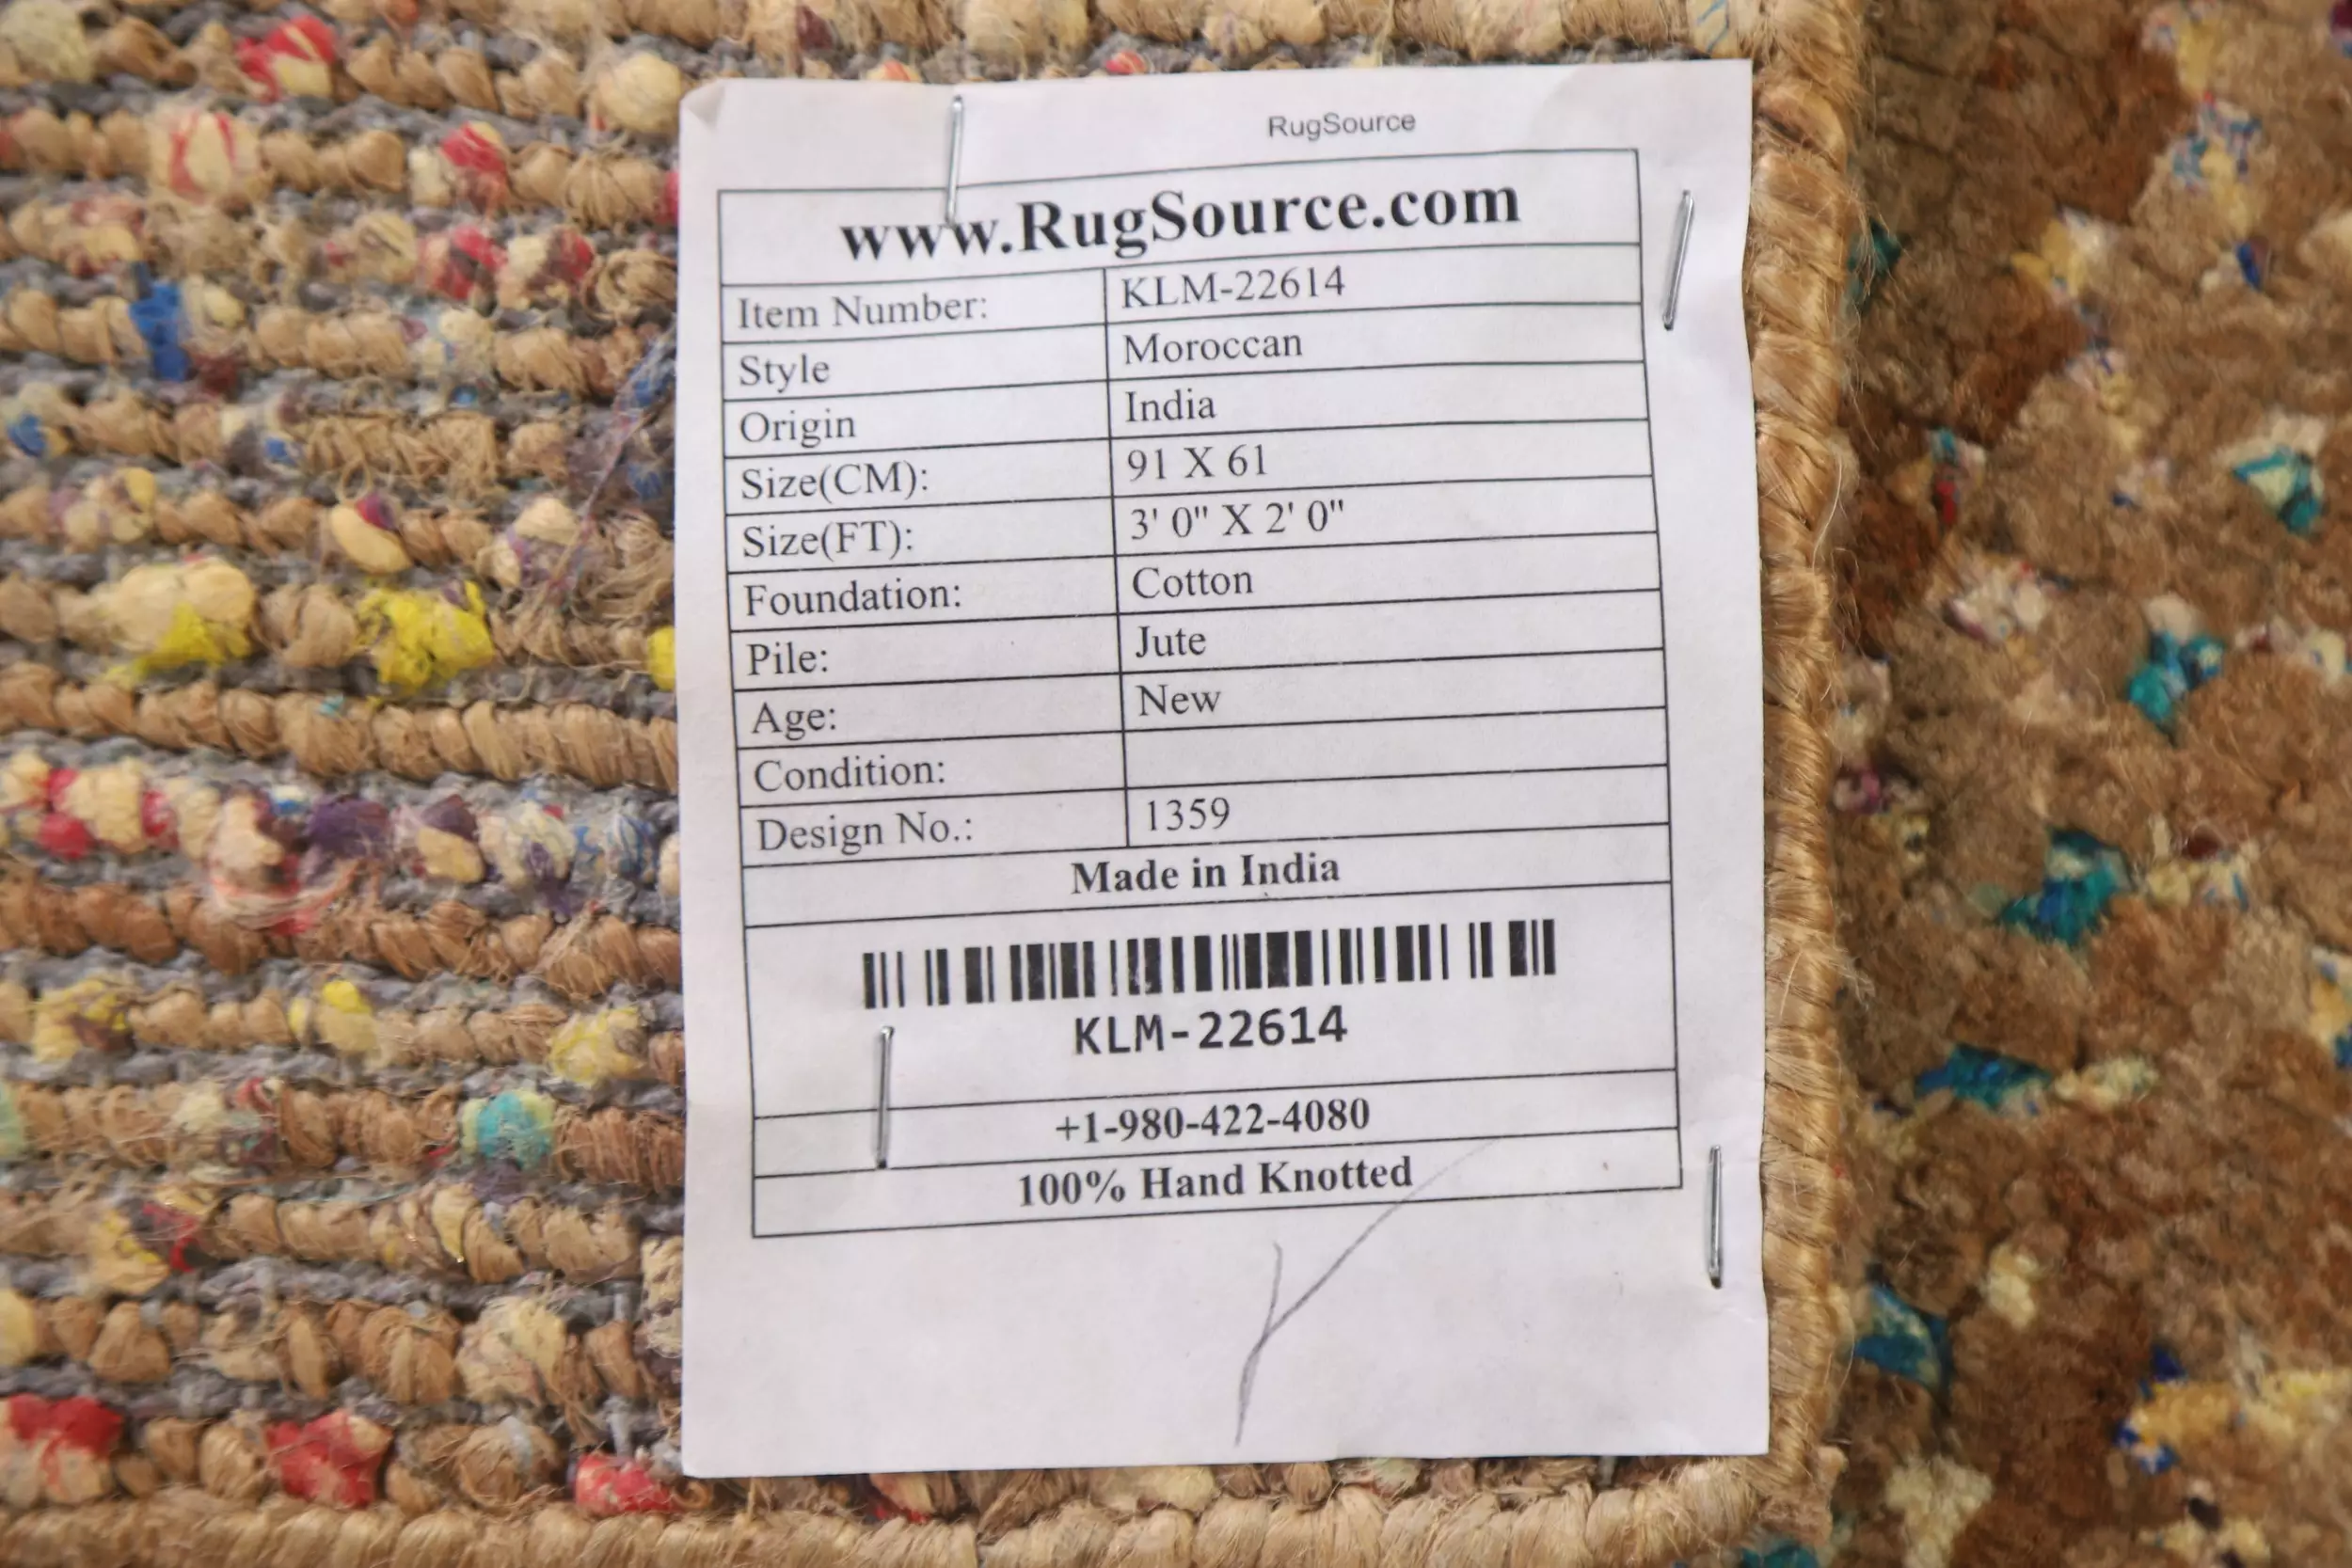 RugSource
www.RugSource.com
Item Number: KLM-22614
Style Moroccan
Origin India
Size(CM): 91 X 61
Size(FT): 3' 0" X 2' 0"
Foundation: Cotton
Pile: Jute
Age: New
Condition:
Design No.: 1359
Made in India
KLM-22614
+1-980-422-4080
100% Hand Knotted